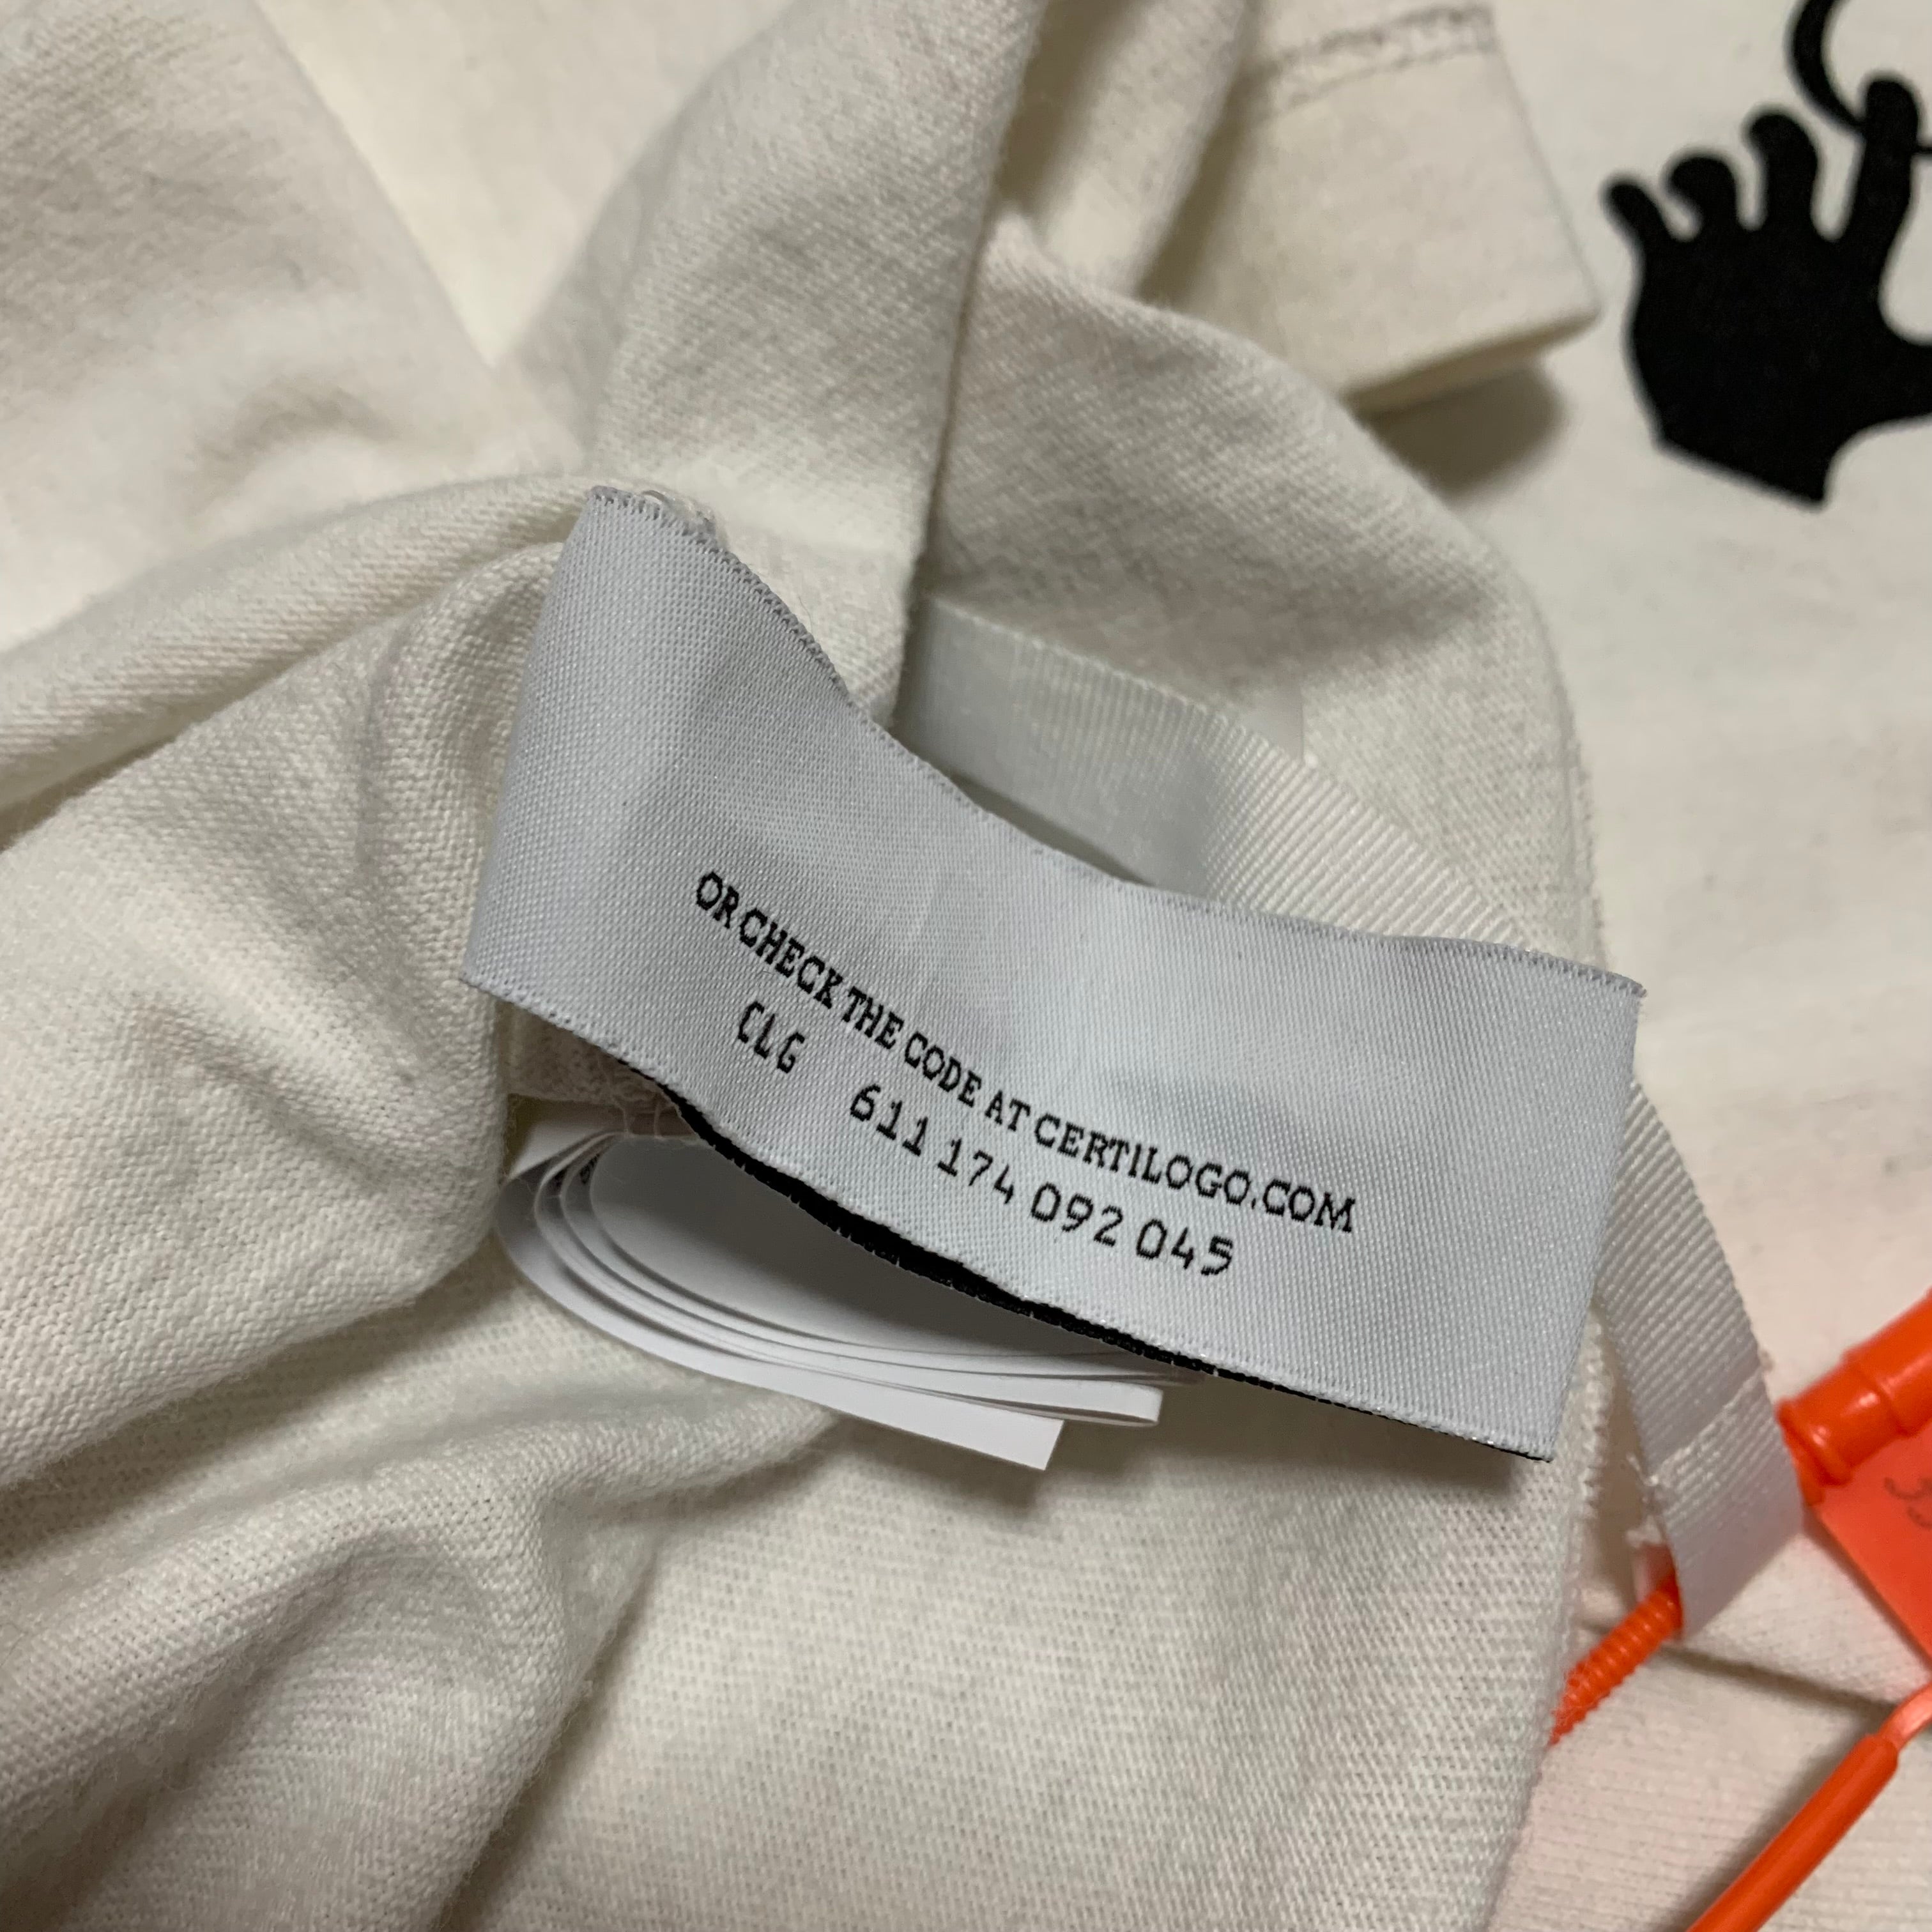 OR CHECK THE CODE AT CERTILOGO.COM
CLG 611 174 092 045